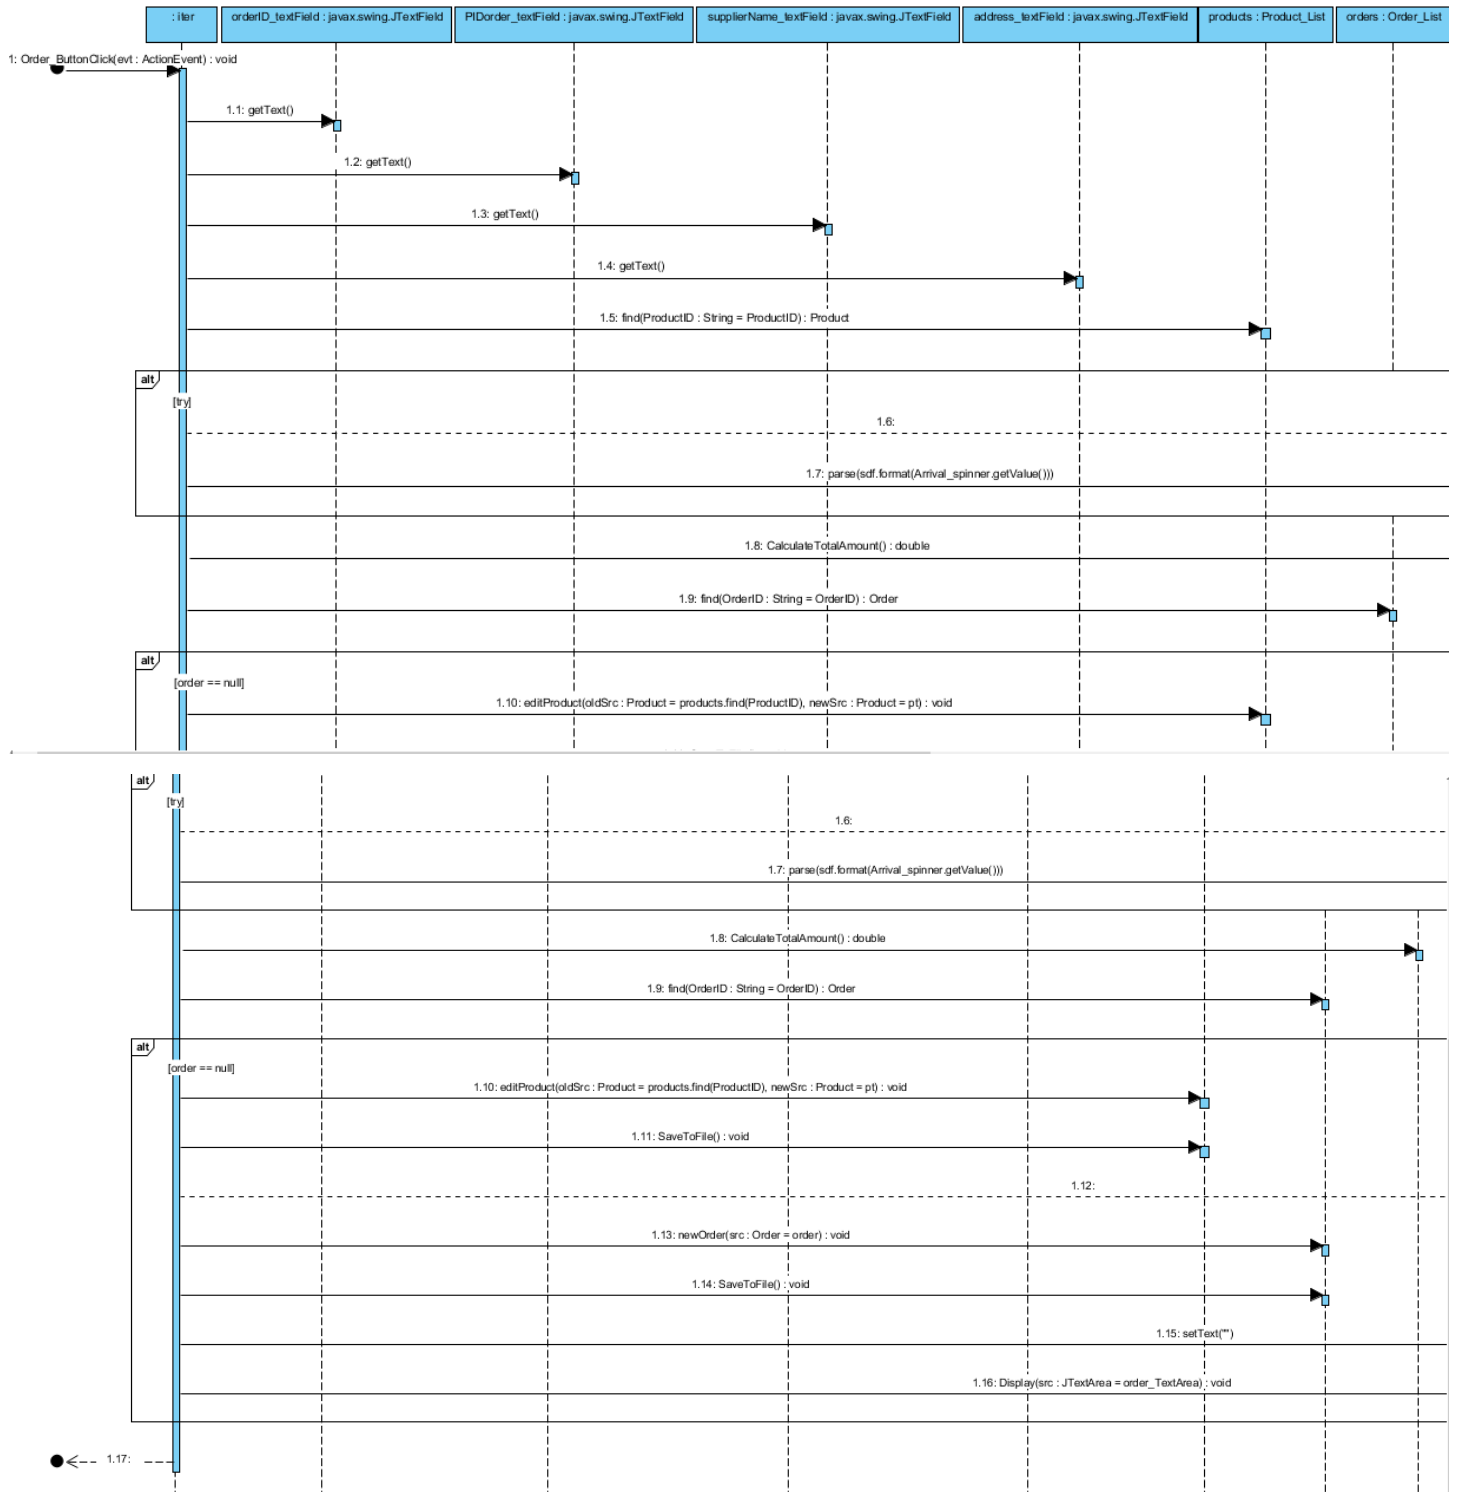 : iter
orderID_textField : javax.swing.JTextField
PIDorder_textField : javax.swing.JTextField
supplierName_textField : javax.swing.JTextField
address_textField : javax.swing.JTextField
products : Product_List
orders : Order_List
1: Order_ButtonClick(evt : ActionEvent) : void
1.1: getText()
1.2: getText()
1.3: getText()
1.4: getText()
1.5: find(ProductID : String = ProductID) : Product
alt
[try]
1.6:
1.7: parse(sdf.format(Arrival_spinner.getValue()))
1.8: CalculateTotalAmount() : double
1.9: find(OrderID : String = OrderID) : Order
alt
[order == null]
1.10: editProduct(oldSrc : Product = products.find(ProductID), newSrc : Product = pt) : void
alt
[try]
1.6:
1.7: parse(sdf.format(Arrival_spinner.getValue()))
1.8: CalculateTotalAmount() : double
1.9: find(OrderID : String = OrderID) : Order
alt
[order == null]
1.10: editProduct(oldSrc : Product = products.find(ProductID), newSrc : Product = pt) : void
1.11: SaveToFile() : void
1.12:
1.13: newOrder(src : Order = order) : void
1.14: SaveToFile() : void
1.15: setText("")
1.16: Display(src : JTextArea = order_TextArea) : void
1.17: